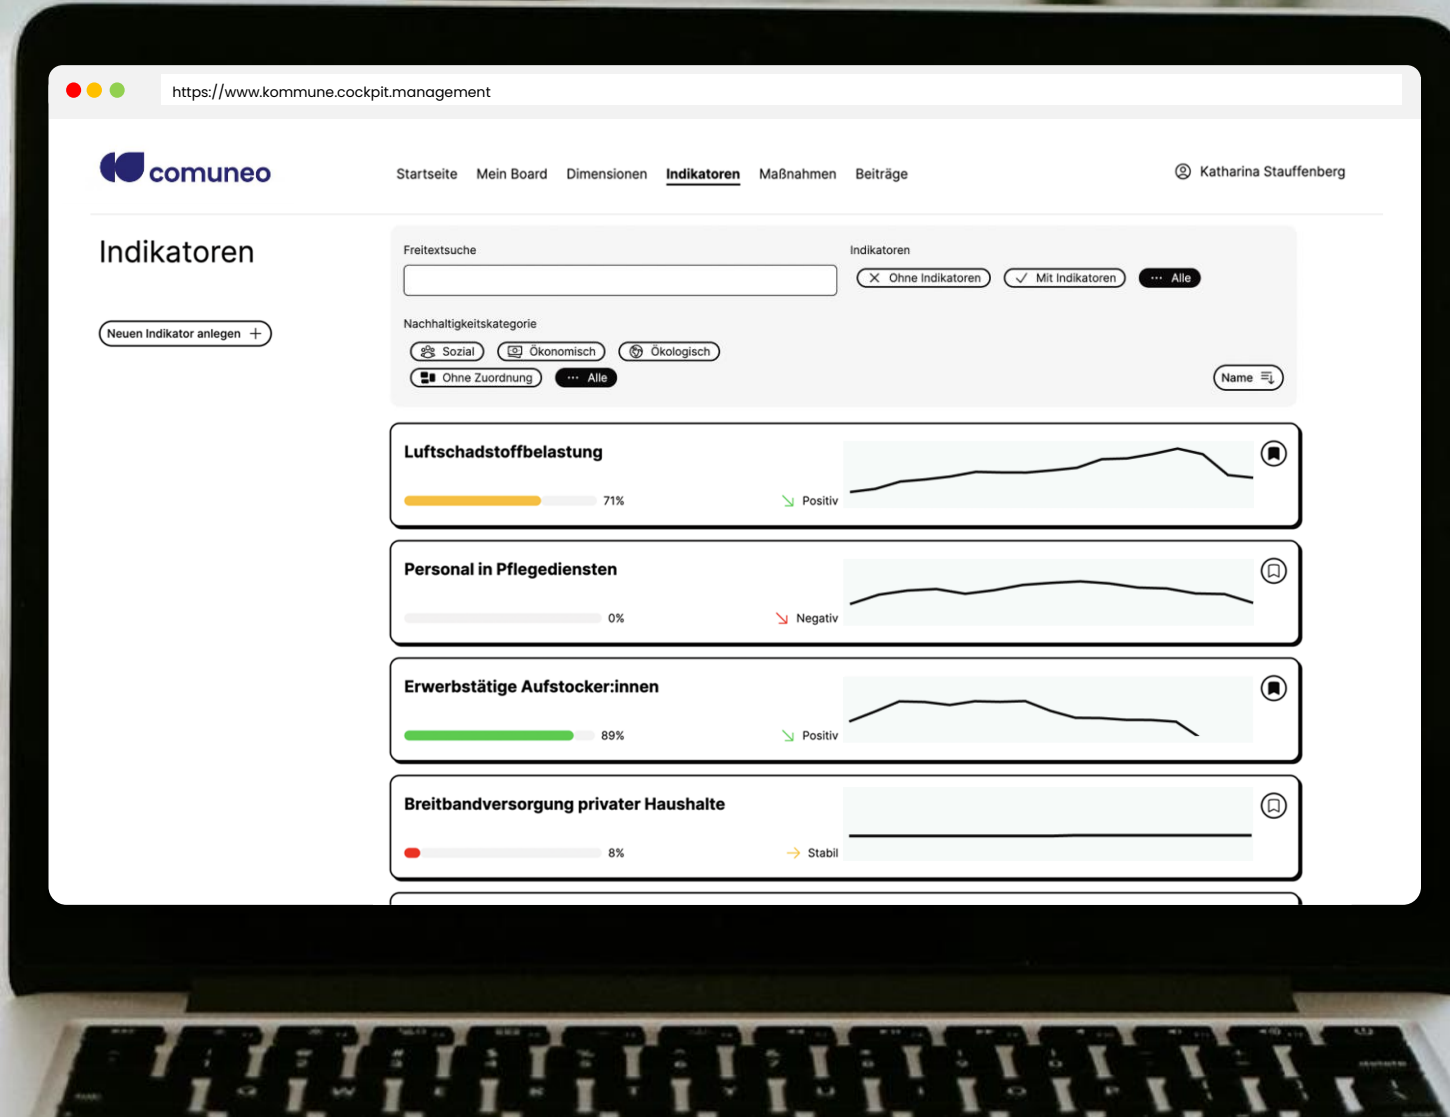 https://www.kommune.cockpit.management
comuneo
Startseite Mein Board Dimensionen Indikatoren Maßnahmen Beiträge
Katharina Stauffenberg
Indikatoren
Neuen Indikator anlegen
Freitextsuche
Indikatoren
Ohne Indikatoren Mit Indikatoren Alle
Nachhaltigkeitskategorie
Sozial Ökonomisch Ökologisch
Ohne Zuordnung Alle
Name
Luftschadstoffbelastung
71% Positiv
Personal in Pflegediensten
0% Negativ
Erwerbstätige Aufstocker:innen
89% Positiv
Breitbandversorgung privater Haushalte
8% Stabil